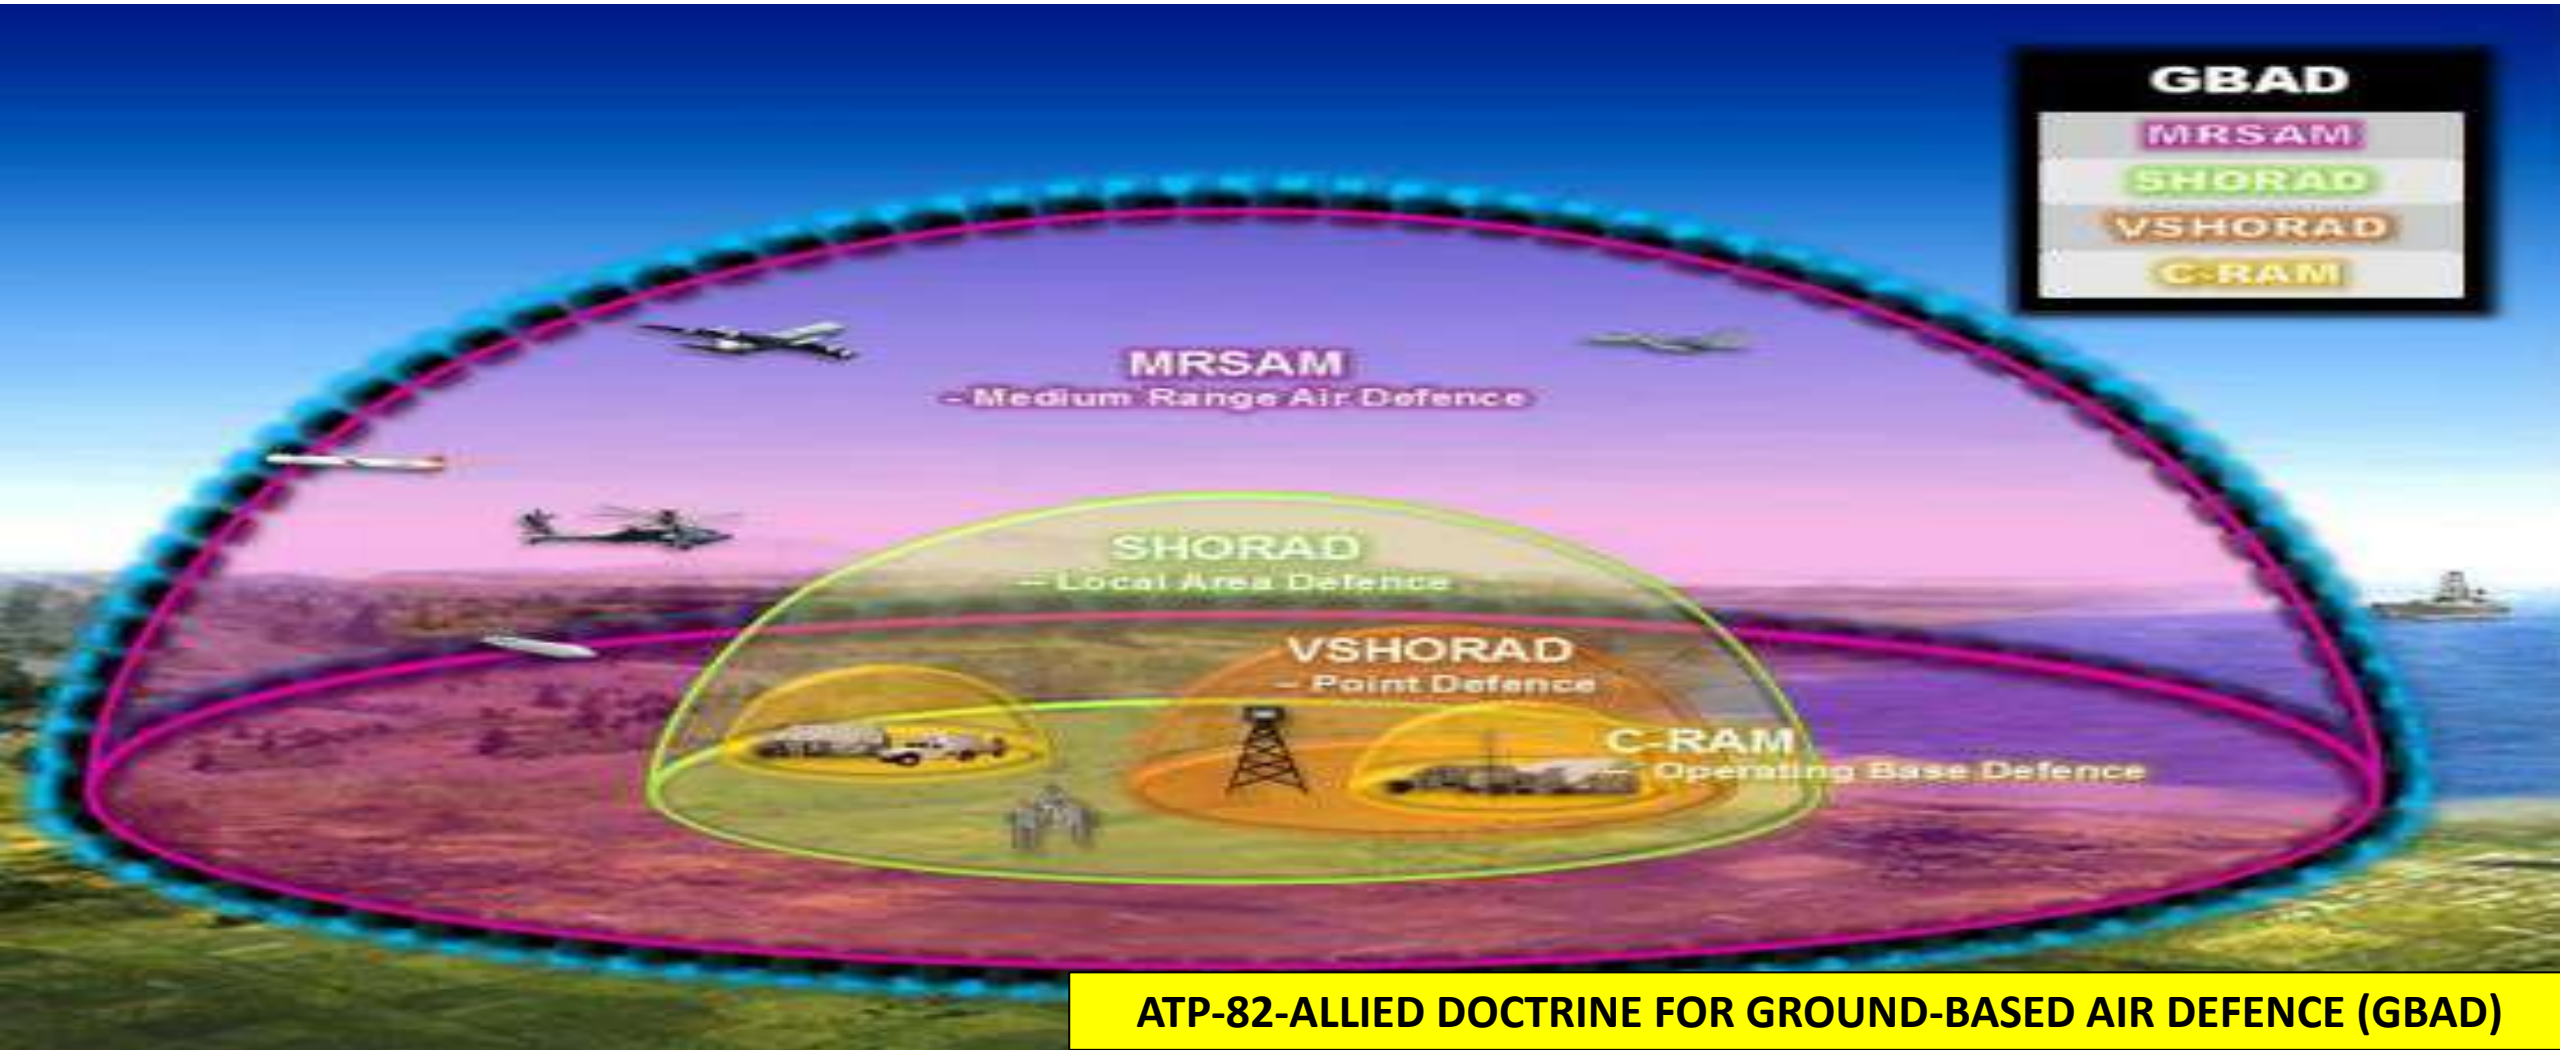 GBAD
MRSAM
SHORAD
VSHORAD
C-RAM
MRSAM
- Medium Range Air Defence
SHORAD
– Local Area Defence
VSHORAD
– Point Defence
C-RAM
– Operating Base Defence
ATP-82-ALLIED DOCTRINE FOR GROUND-BASED AIR DEFENCE (GBAD)